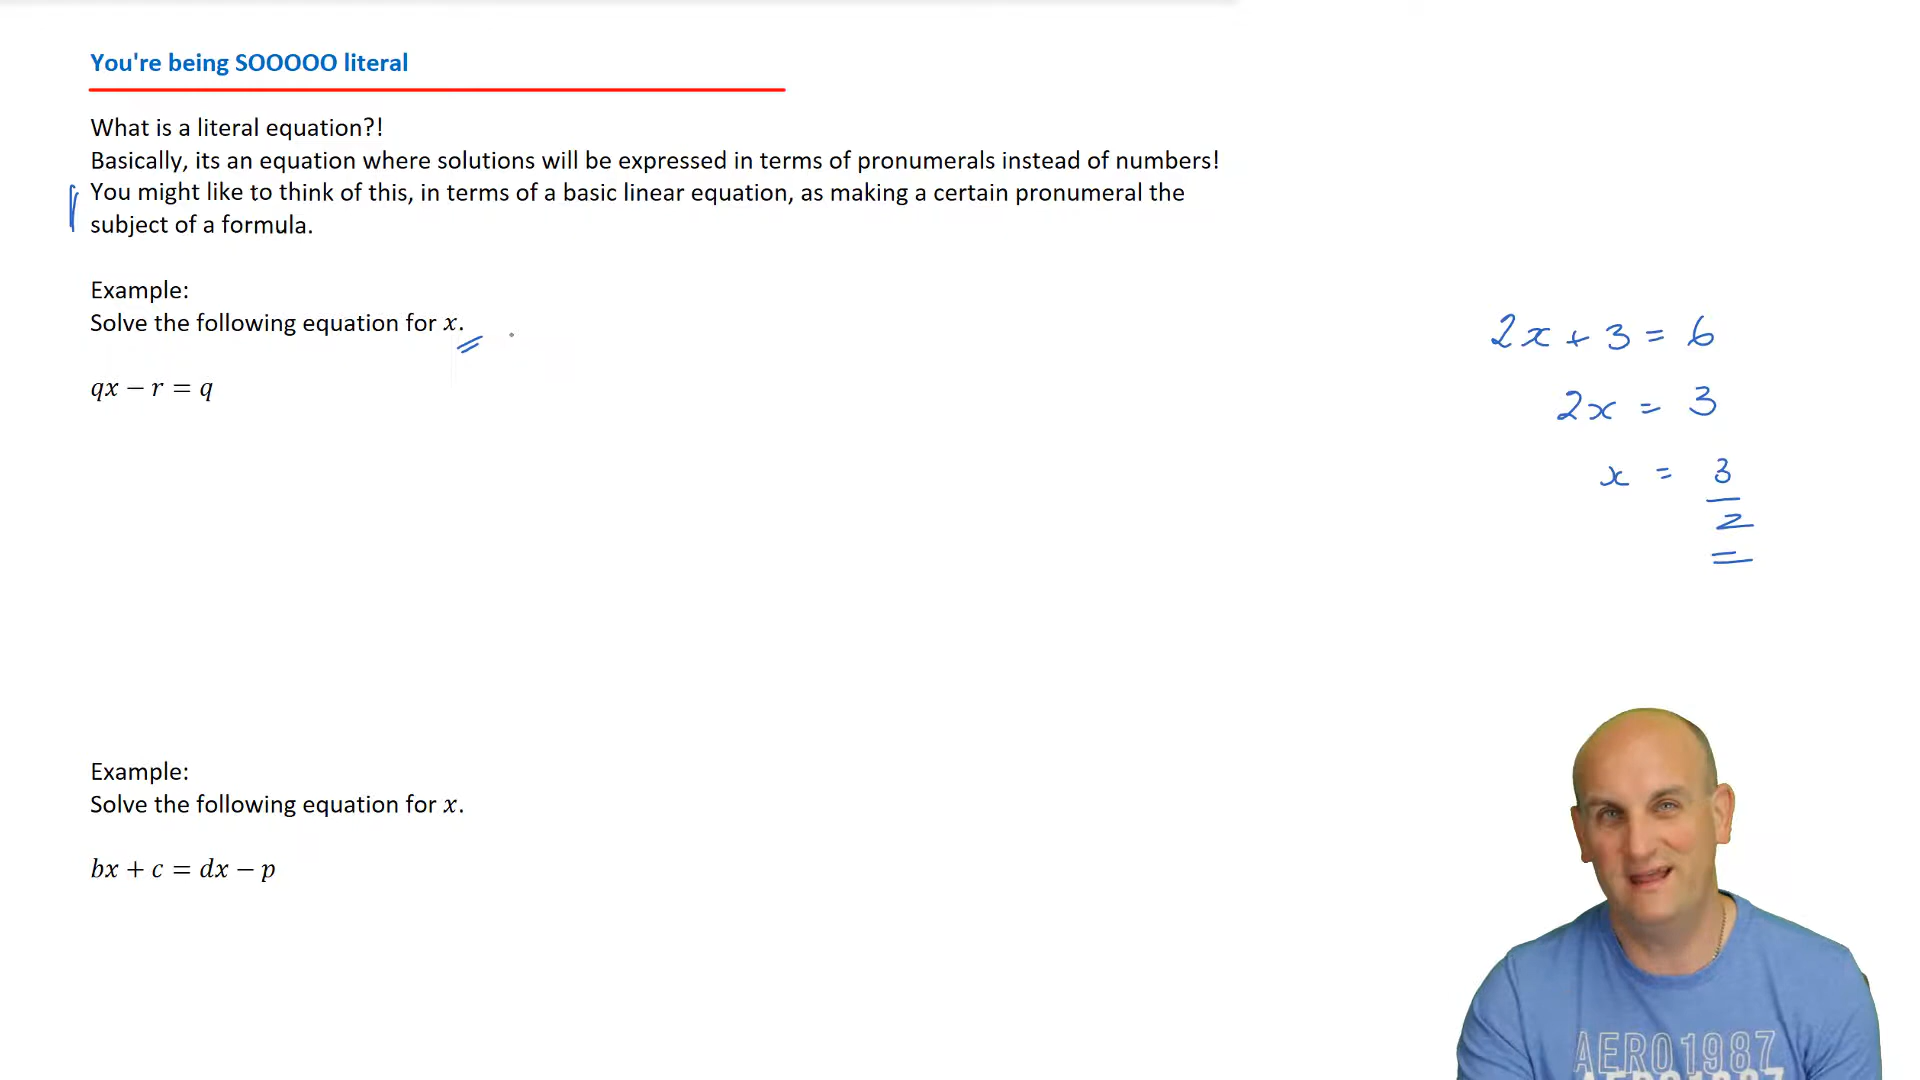 You're being SOOOOO literal
What is a literal equation?!
Basically, its an equation where solutions will be expressed in terms of pronumerals instead of numbers!
You might like to think of this, in terms of a basic linear equation, as making a certain pronumeral the
subject of a formula.
Example:
Solve the following equation for x.
qx − r = q
2x + 3 = 6
2x = 3
x = 3/2
Example:
Solve the following equation for x.
bx + c = dx − p
AERO1987